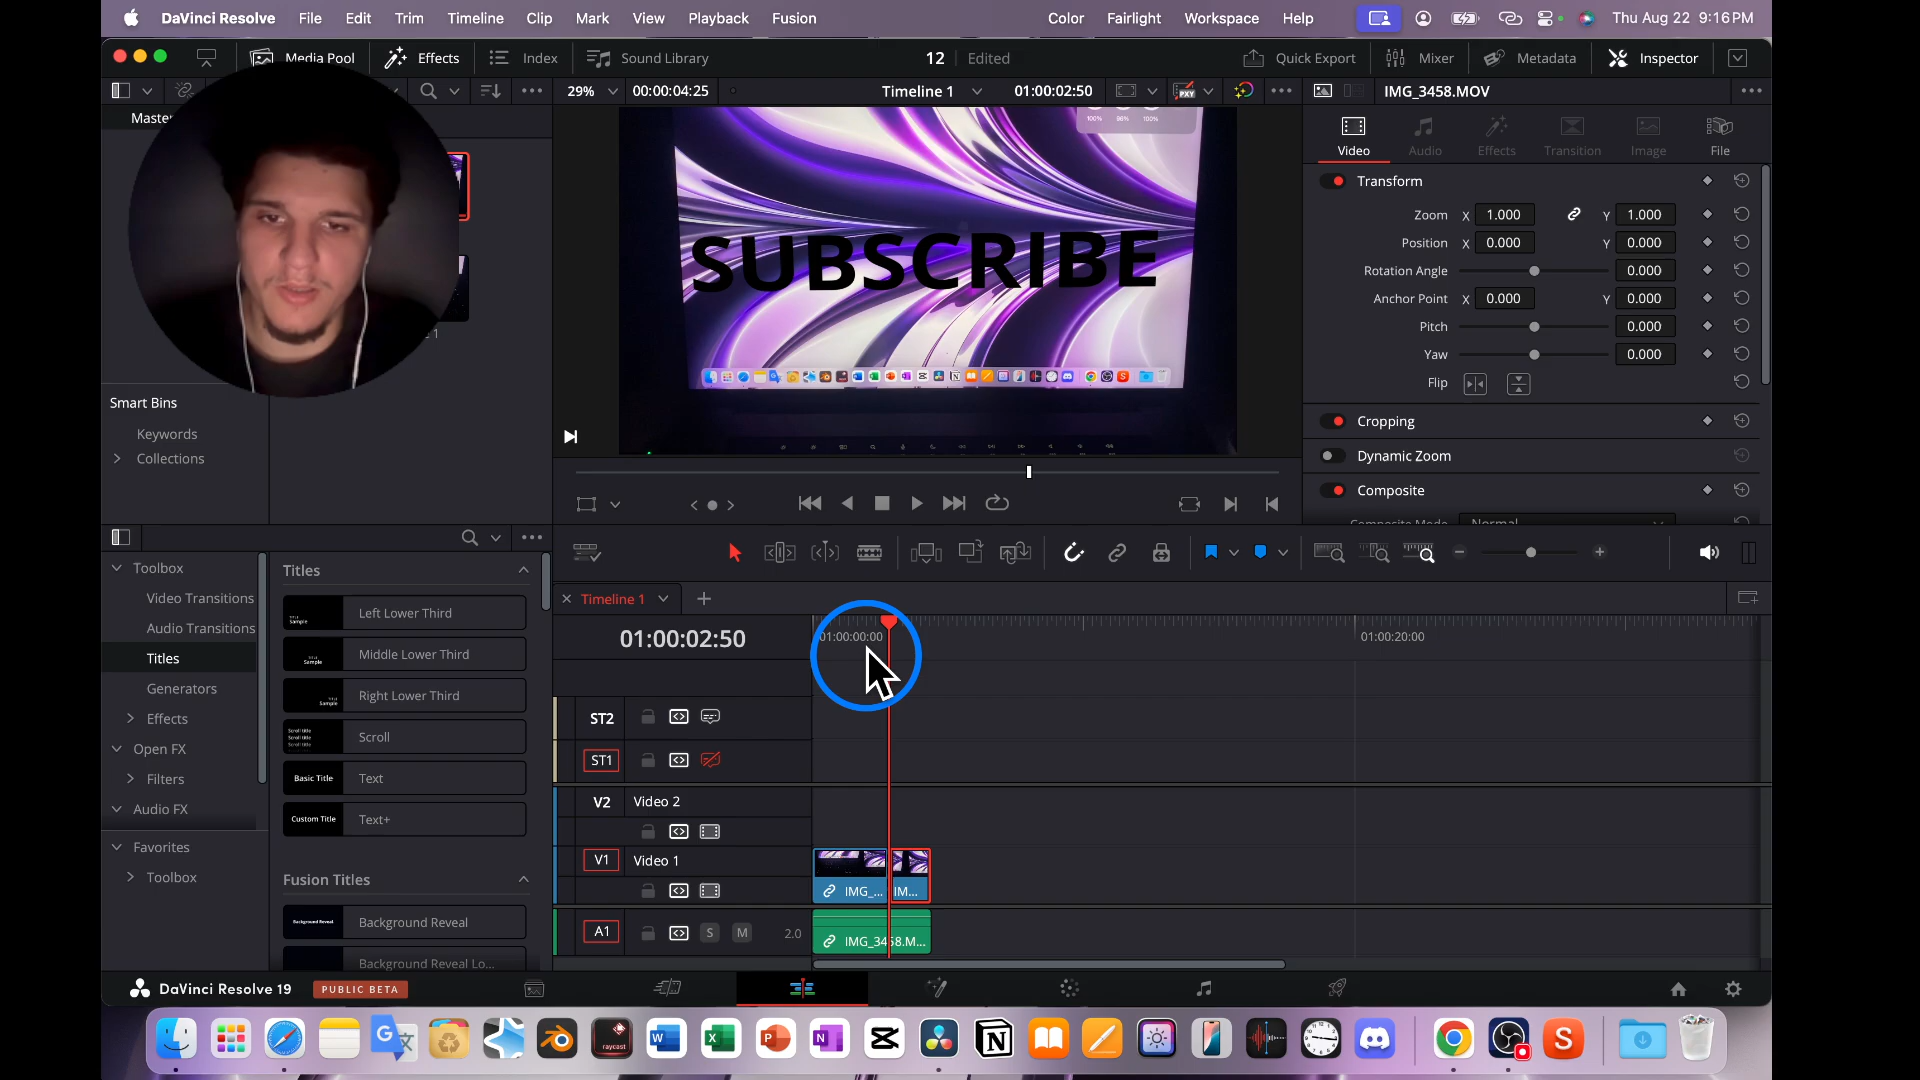 DaVinci Resolve File Edit Trim Timeline Clip Mark View Playback Fusion Color Fairlight Workspace Help Thu Aug 22 9:16 PM
Media Pool Effects Index Sound Library 12 Edited Quick Export Mixer Metadata Inspector
29% 00:00:04:25 Timeline 1 01:00:02:50 IMG_3458.MOV
Master
100% 96% 100%
Video Audio Effects Transition Image File
Transform
Zoom X 1.000 Y 1.000
SUBSCRIBE
Position X 0.000 Y 0.000
Rotation Angle 0.000
Anchor Point X 0.000 Y 0.000
Pitch 0.000
Yaw 0.000
Flip
Smart Bins
Keywords
Collections
Cropping
Dynamic Zoom
Composite
Composite Mode Normal
Toolbox
Video Transitions
Audio Transitions
Titles
Generators
Effects
Open FX
Filters
Audio FX
Favorites
Toolbox
Titles
Left Lower Third
Middle Lower Third
Right Lower Third
Scroll
Basic Title Text
Custom Title Text+
Fusion Titles
Background Reveal Background Reveal
Background Reveal Lo...
Timeline 1
01:00:02:50 01:00:00:00 01:00:20:00
ST2
ST1
V2 Video 2
V1 Video 1
IMG_... IM...
A1 S M 2.0 IMG_3458.M...
DaVinci Resolve 19 PUBLIC BETA